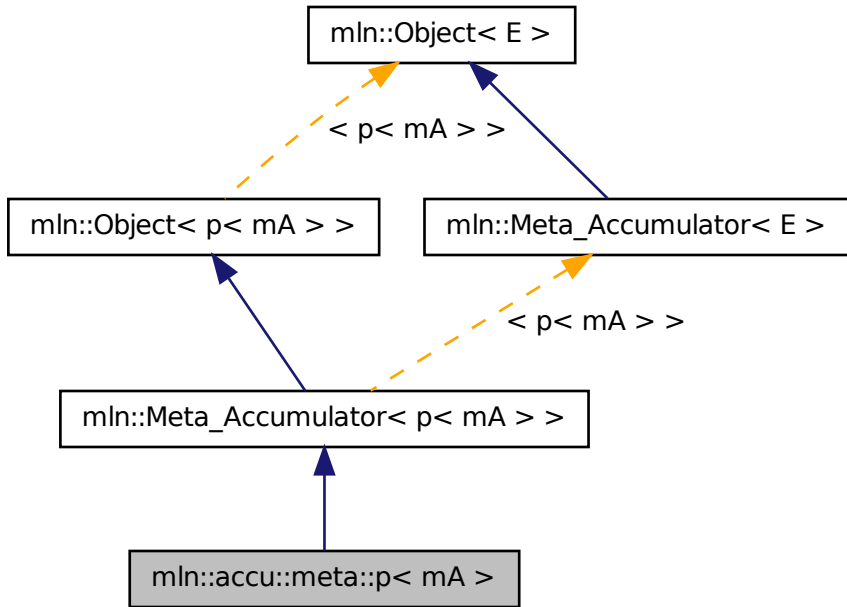 mln::Object< E >
< p< mA > >
mln::Object< p< mA > >
mln::Meta_Accumulator< E >
< p< mA > >
mln::Meta_Accumulator< p< mA > >
mln::accu::meta::p< mA >